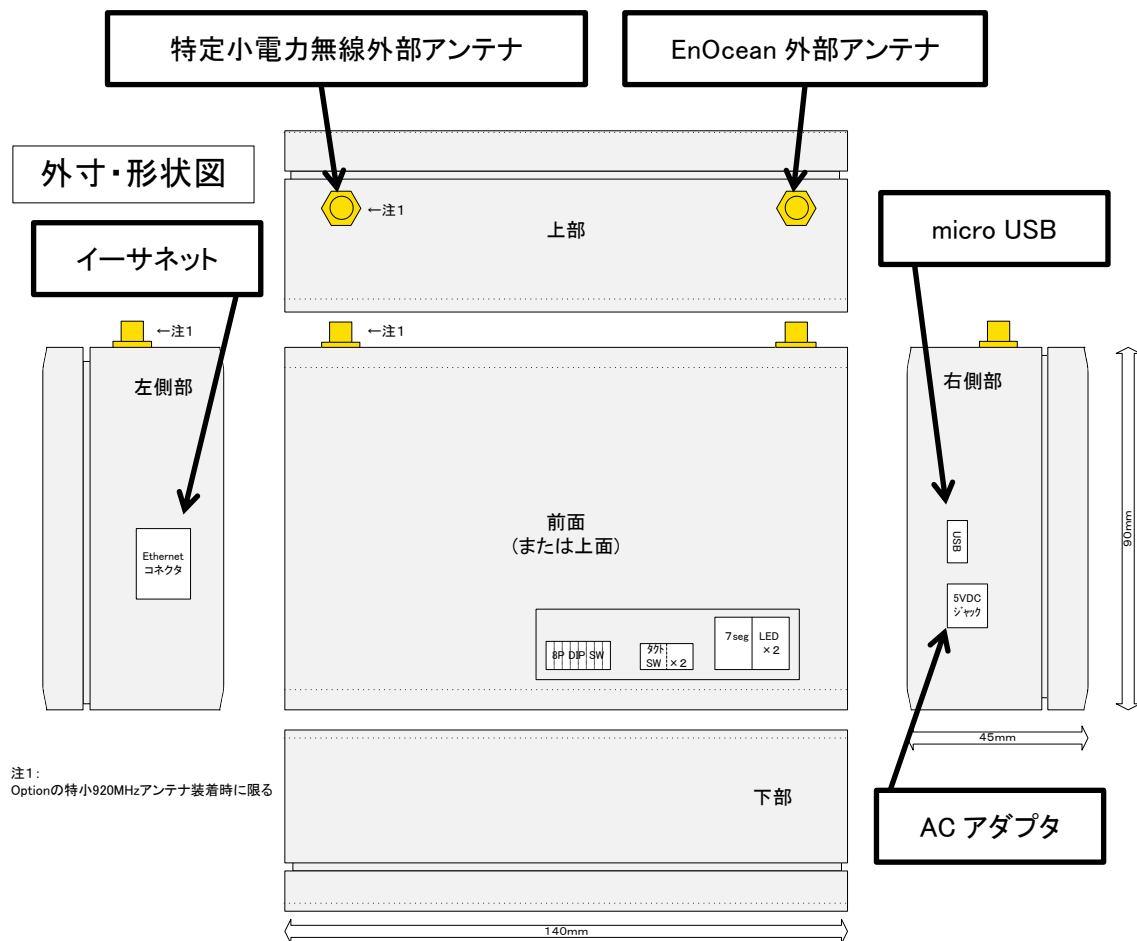 特定小電力無線外部アンテナ
EnOcean 外部アンテナ
外寸・形状図
←注1
上部
micro USB
イーサネット
←注1
←注1
左側部
右側部
前面
(または上面)
Ethernet
コネクタ
USB
5VDC
ジャック
90mm
8P DIP SW
タクト
SW ×2
7seg
LED
×2
45mm
注1:
Optionの特小920MHzアンテナ装着時に限る
下部
AC アダプタ
140mm